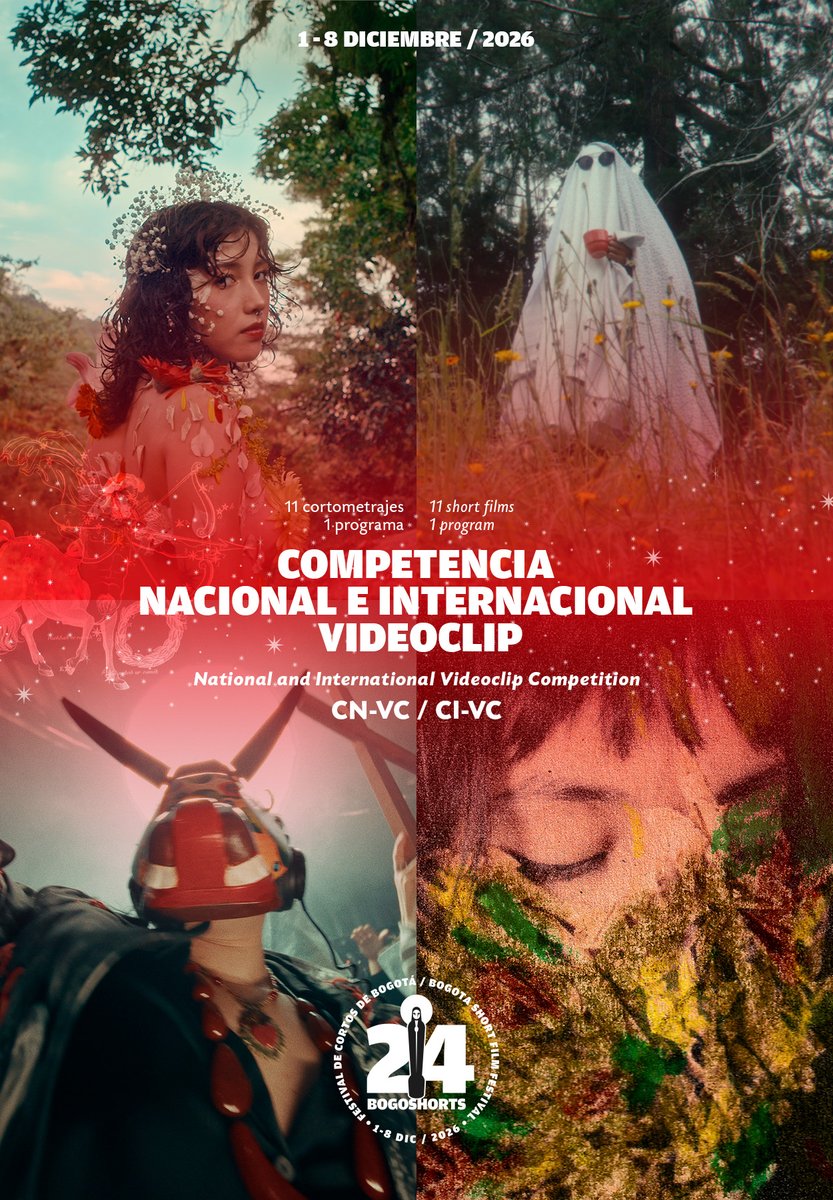 1 - 8 DICIEMBRE / 2026
11 cortometrajes
1 programa
11 short films
1 program
COMPETENCIA
NACIONAL E INTERNACIONAL
VIDEOCLIP
National and International Videoclip Competition
CN-VC / CI-VC
FESTIVAL DE CORTOS DE BOGOTÁ / BOGOTA SHORT FILM FESTIVAL
24
BOGOSHORTS
• 1-8 DIC / 2026 •